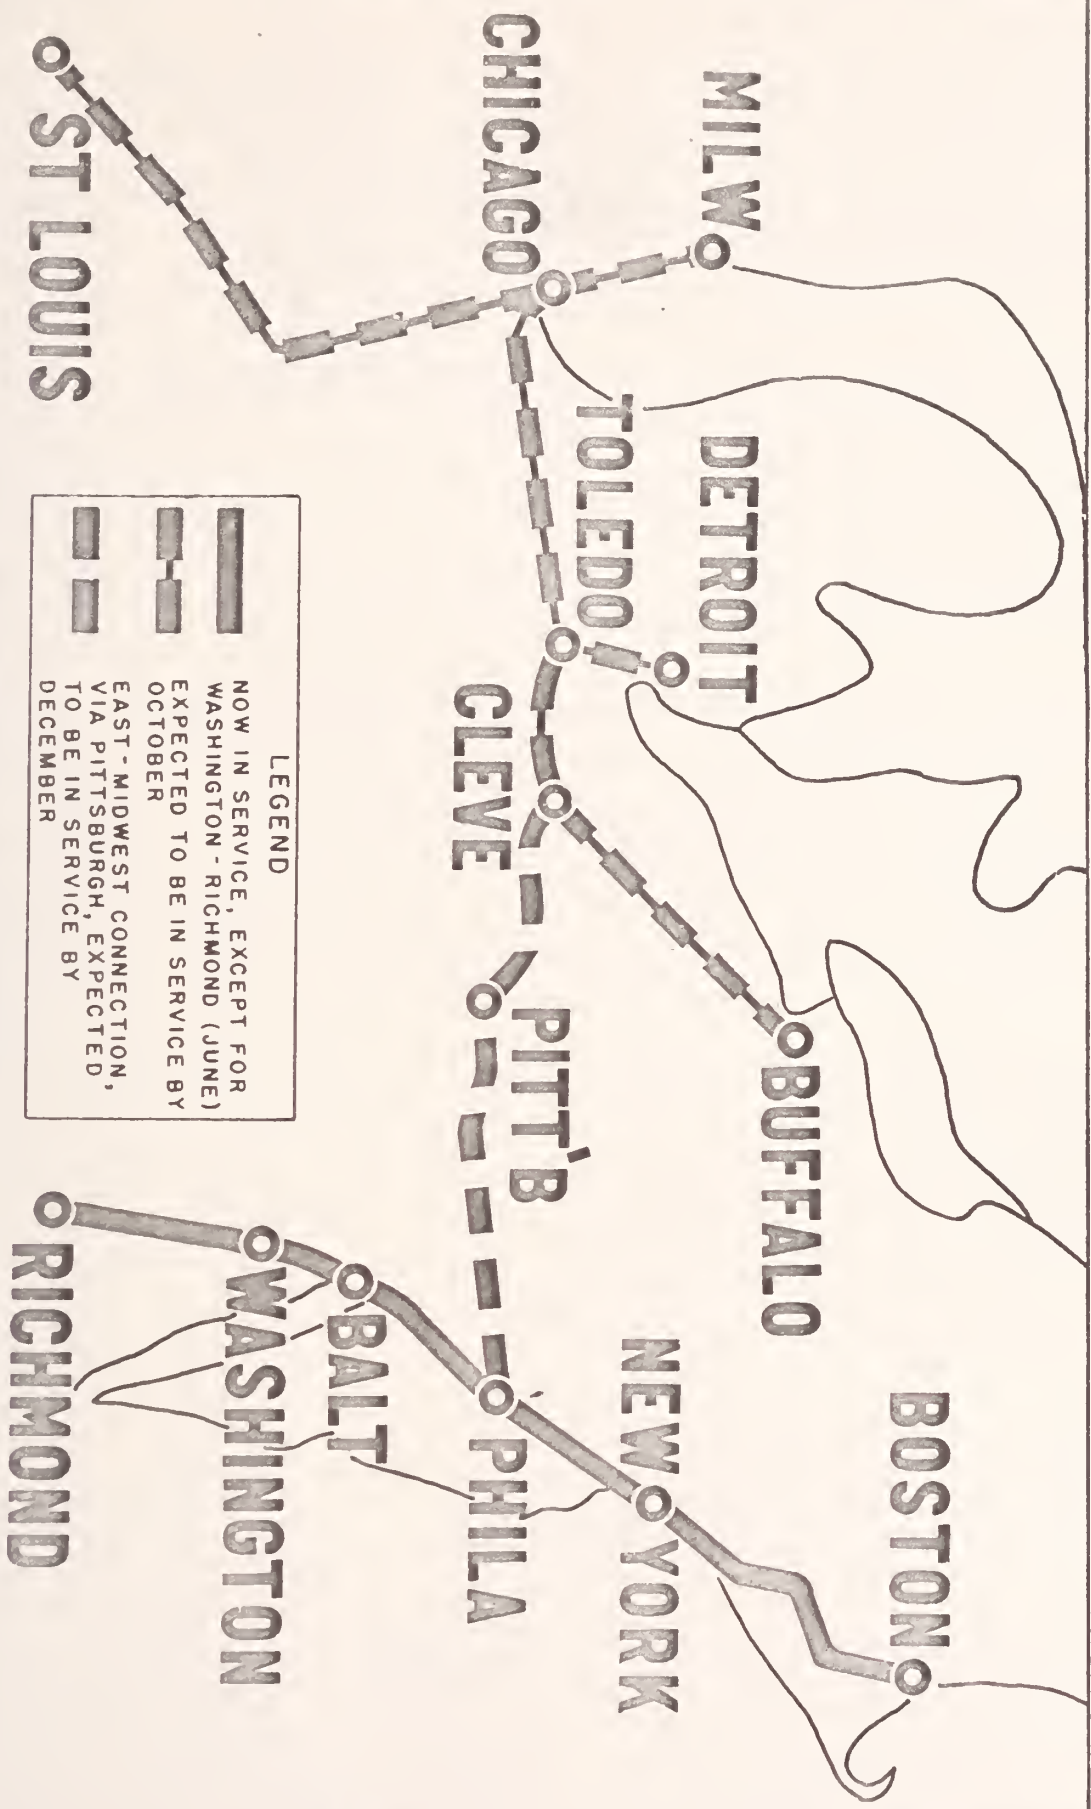 BOSTON
BUFFALO
MILW
DETROIT
NEW YORK
TOLEDO
CHICAGO
PITT'B
CLEVE
PHILA
BALT
WASHINGTON
ST LOUIS
RICHMOND
LEGEND
NOW IN SERVICE, EXCEPT FOR
WASHINGTON - RICHMOND (JUNE)
EXPECTED TO BE IN SERVICE BY
OCTOBER
EAST - MIDWEST CONNECTION,
VIA PITTSBURGH, EXPECTED
TO BE IN SERVICE BY
DECEMBER